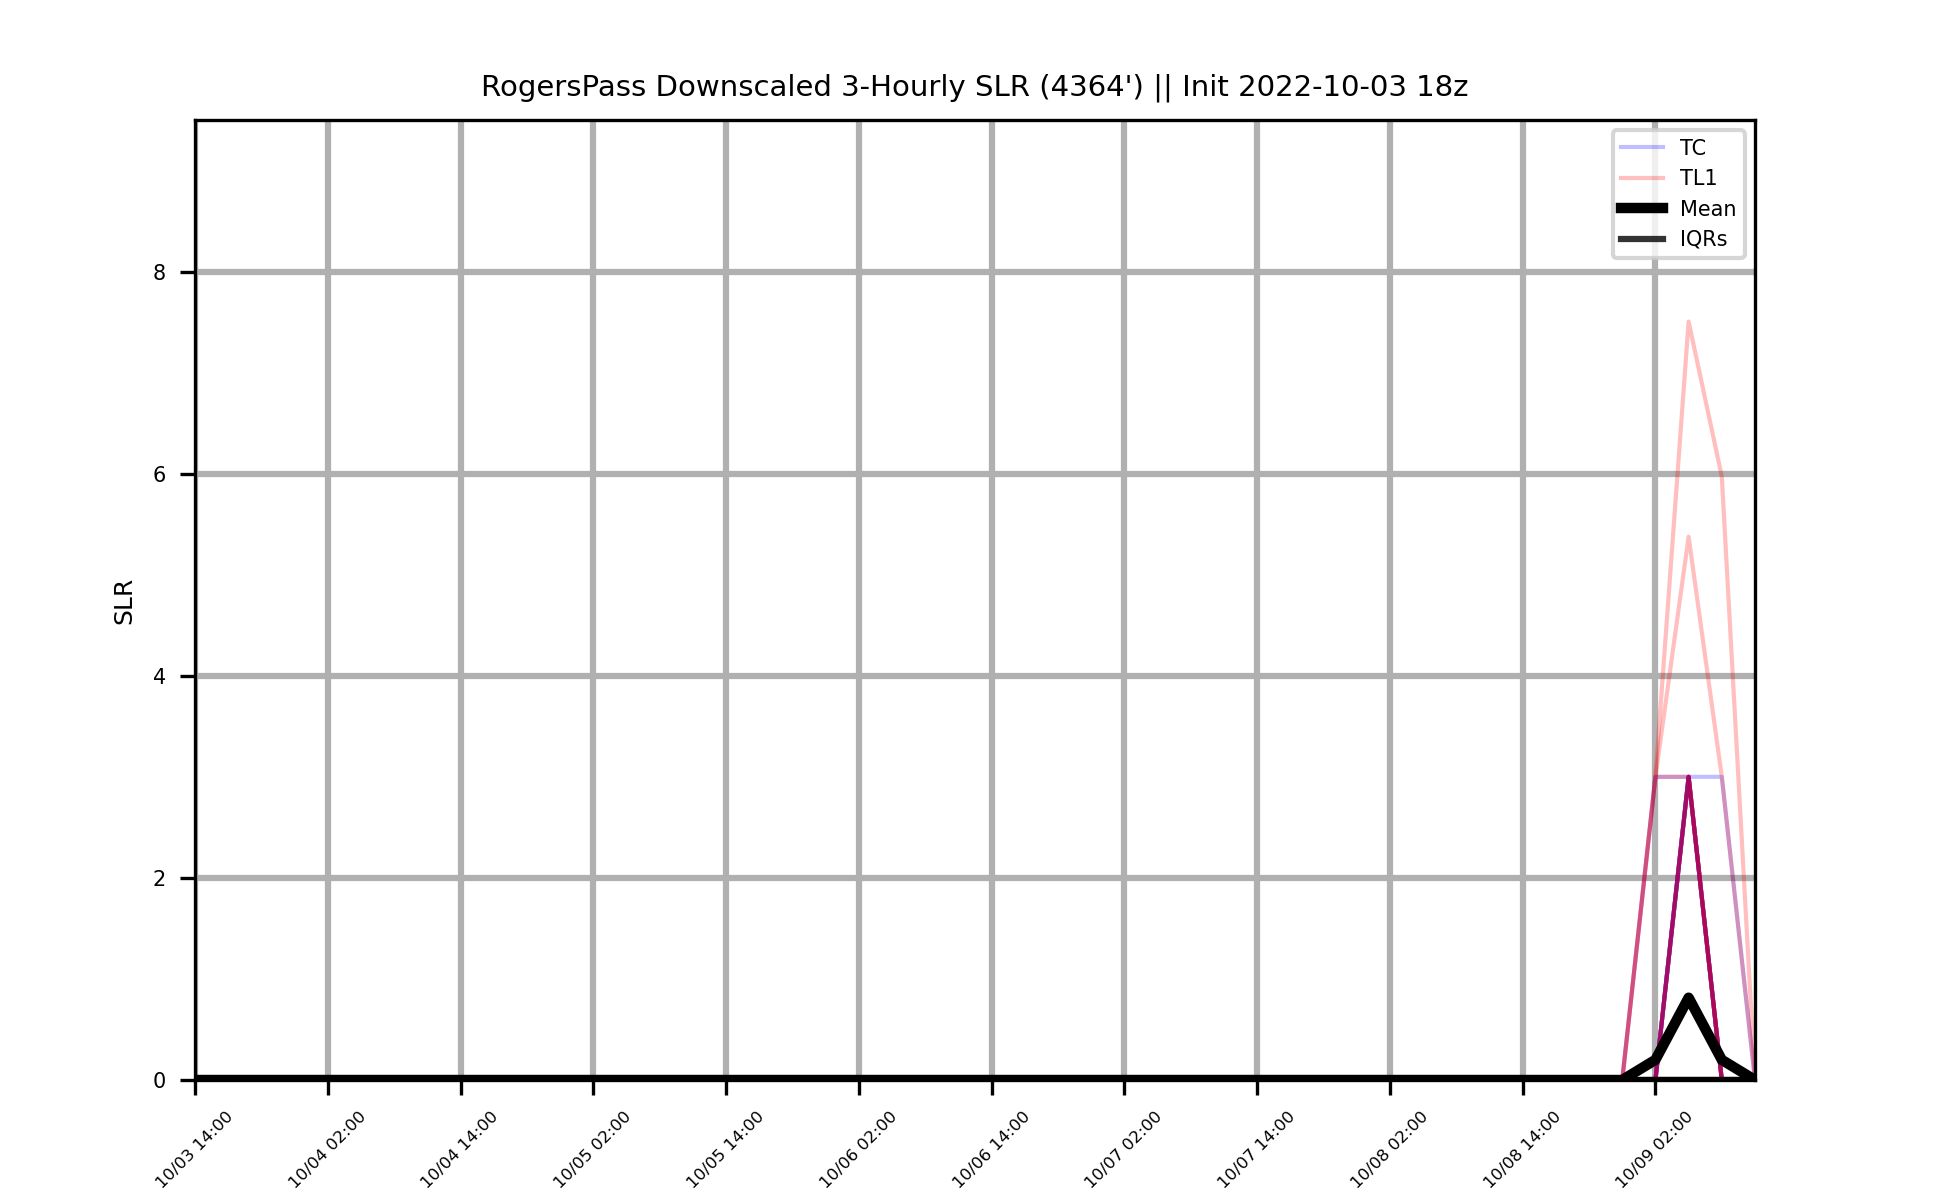 RogersPass Downscaled 3-Hourly SLR (4364') || Init 2022-10-03 18z
TC
TL1
Mean
IQRs
SLR
8
6
4
2
0
10/03 14:00
10/04 02:00
10/04 14:00
10/05 02:00
10/05 14:00
10/06 02:00
10/06 14:00
10/07 02:00
10/07 14:00
10/08 02:00
10/08 14:00
10/09 02:00